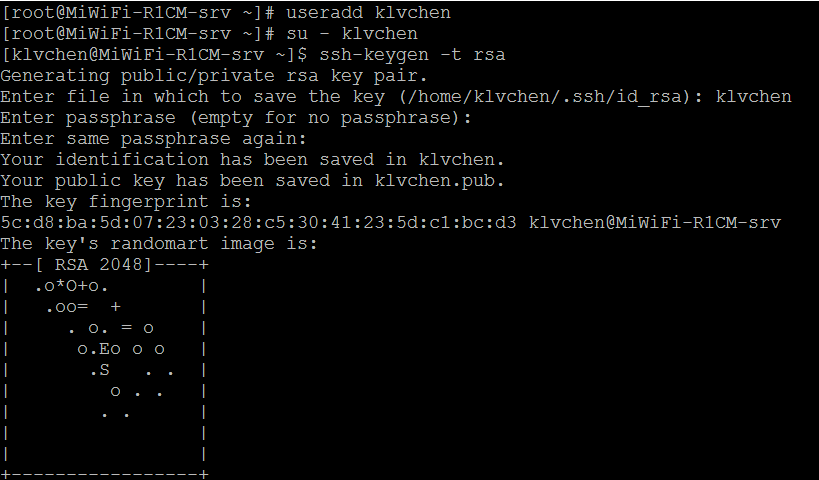 [root@MiWiFi-R1CM-srv ~]# useradd klvchen
[root@MiWiFi-R1CM-srv ~]# su - klvchen
[klvchen@MiWiFi-R1CM-srv ~]$ ssh-keygen -t rsa
Generating public/private rsa key pair.
Enter file in which to save the key (/home/klvchen/.ssh/id_rsa): klvchen
Enter passphrase (empty for no passphrase):
Enter same passphrase again:
Your identification has been saved in klvchen.
Your public key has been saved in klvchen.pub.
The key fingerprint is:
5c:d8:ba:5d:07:23:03:28:c5:30:41:23:5d:c1:bc:d3 klvchen@MiWiFi-R1CM-srv
The key's randomart image is:
+--[ RSA 2048]----+
|  .o*O+o.        |
|   .oo=  +       |
|     . o. = o    |
|      o.Eo o o   |
|       .S   . .  |
|         o . .   |
|        . .      |
|                 |
|                 |
+-----------------+